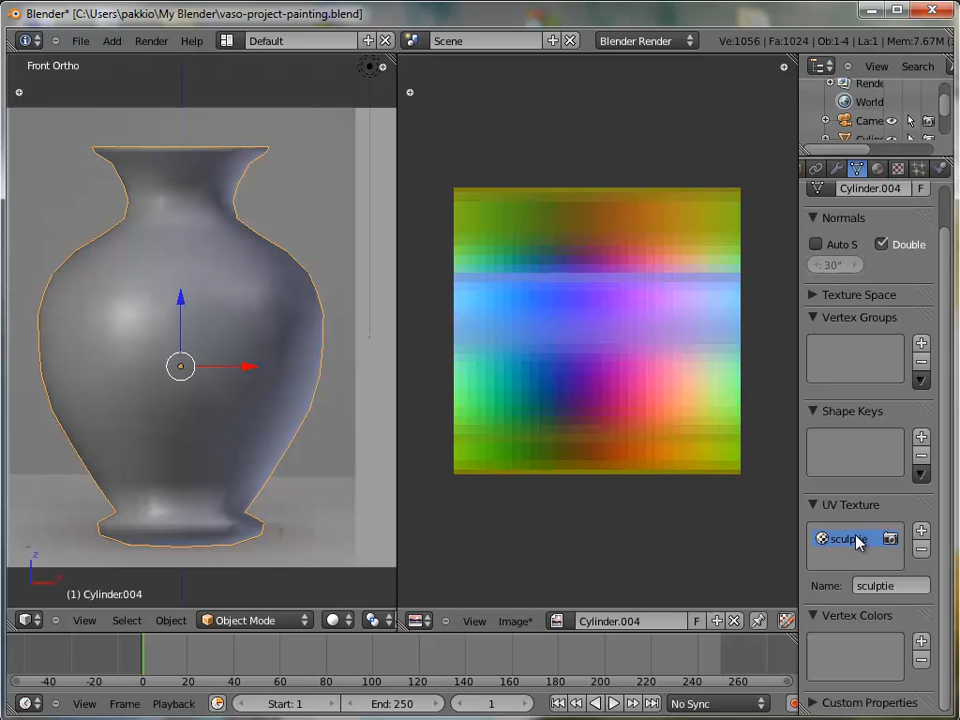 Blender* [C:\Users\pakkio\My Blender\vaso-project-painting.blend]
File Add Render Help Default Scene Blender Render Ve:1056 | Fa:1024 | Ob:1-4 | La:1 | Mem:7.67M
Front Ortho
View Search
Rende
World
Came
Cylinder.004 F
Normals
Auto S Double
30°
Texture Space
Vertex Groups
Shape Keys
UV Texture
sculptie
Name: sculptie
Vertex Colors
Custom Properties
z
(1) Cylinder.004
View Select Object Object Mode
View Image* Cylinder.004 F
-40 -20 0 20 40 60 80 100 120 140 160 180 200 220 240 260
View Frame Playback Start: 1 End: 250 1 No Sync